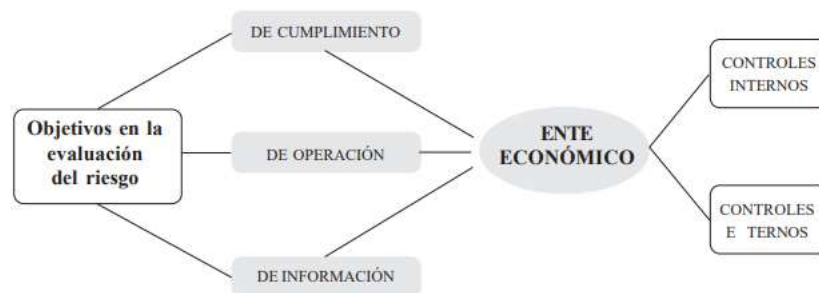 DE CUMPLIMIENTO
Objetivos en la
evaluación
del riesgo
DE OPERACIÓN
DE INFORMACIÓN
ENTE
ECONÓMICO
CONTROLES
INTERNOS
CONTROLES
E TERNOS